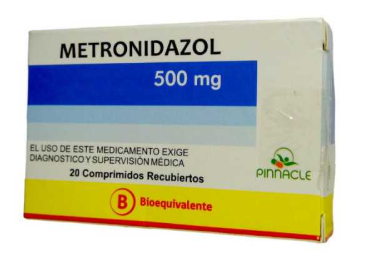 METRONIDAZOL
500 mg
EL USO DE ESTE MEDICAMENTO EXIGE
DIAGNOSTICO Y SUPERVISIÓN MÉDICA
20 Comprimidos Recubiertos
PINNACLE
B Bioequivalente